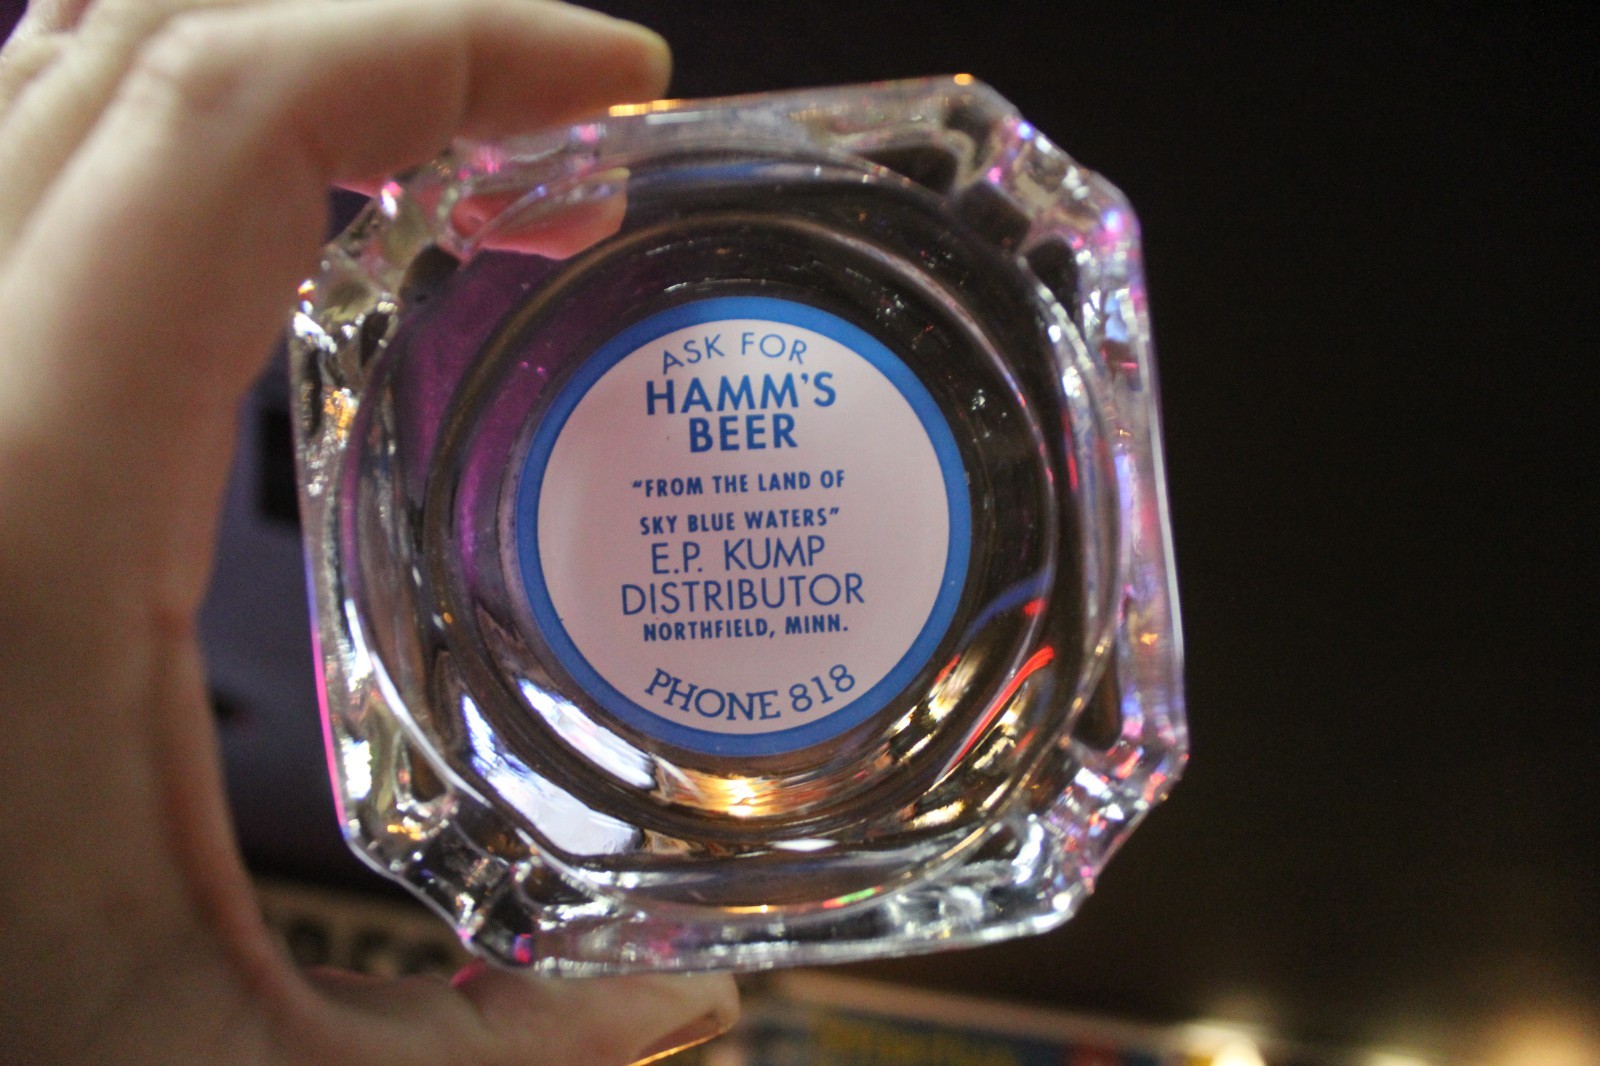 ASK FOR
HAMM'S
BEER
"FROM THE LAND OF
SKY BLUE WATERS"
E.P. KUMP
DISTRIBUTOR
NORTHFIELD, MINN.
PHONE 818